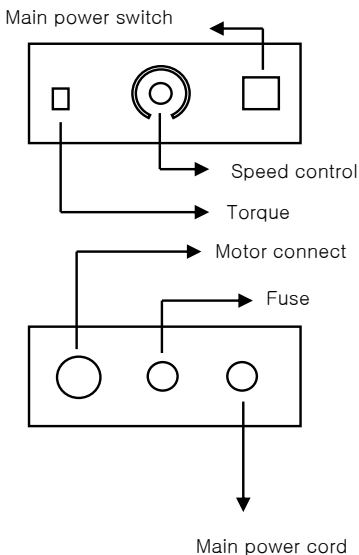 Main power switch
Speed control
Torque
Motor connect
Fuse
Main power cord